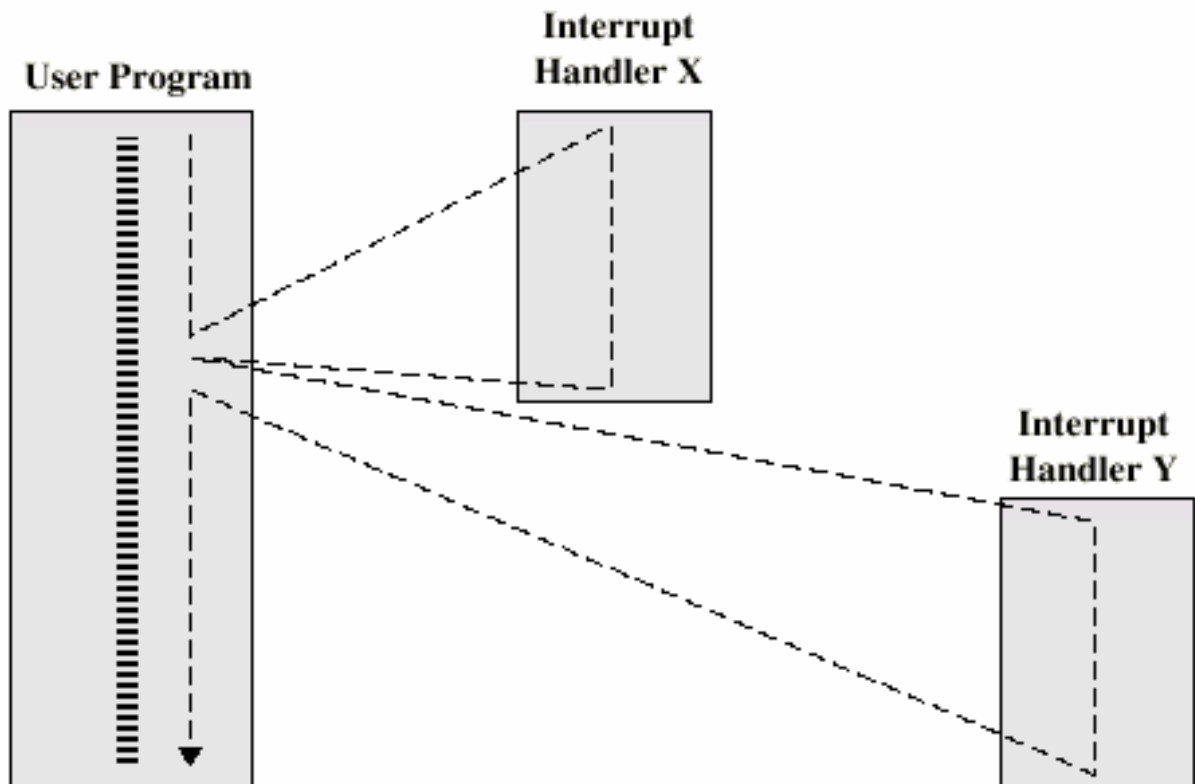 User Program
Interrupt
Handler X
Interrupt
Handler Y